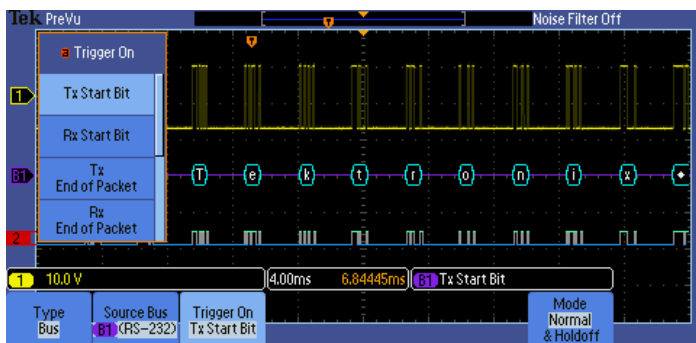 Tek PreVu
Noise Filter Off
a Trigger On
Tx Start Bit
Rx Start Bit
Tx
End of Packet
Rx
End of Packet
T
1
B1
2
T e k t r o n i x ◆
1 10.0 V
4.00ms 6.84445ms
B1 Tx Start Bit
Type
Bus
Source Bus
B1 (RS-232)
Trigger On
Tx Start Bit
Mode
Normal
& Holdoff